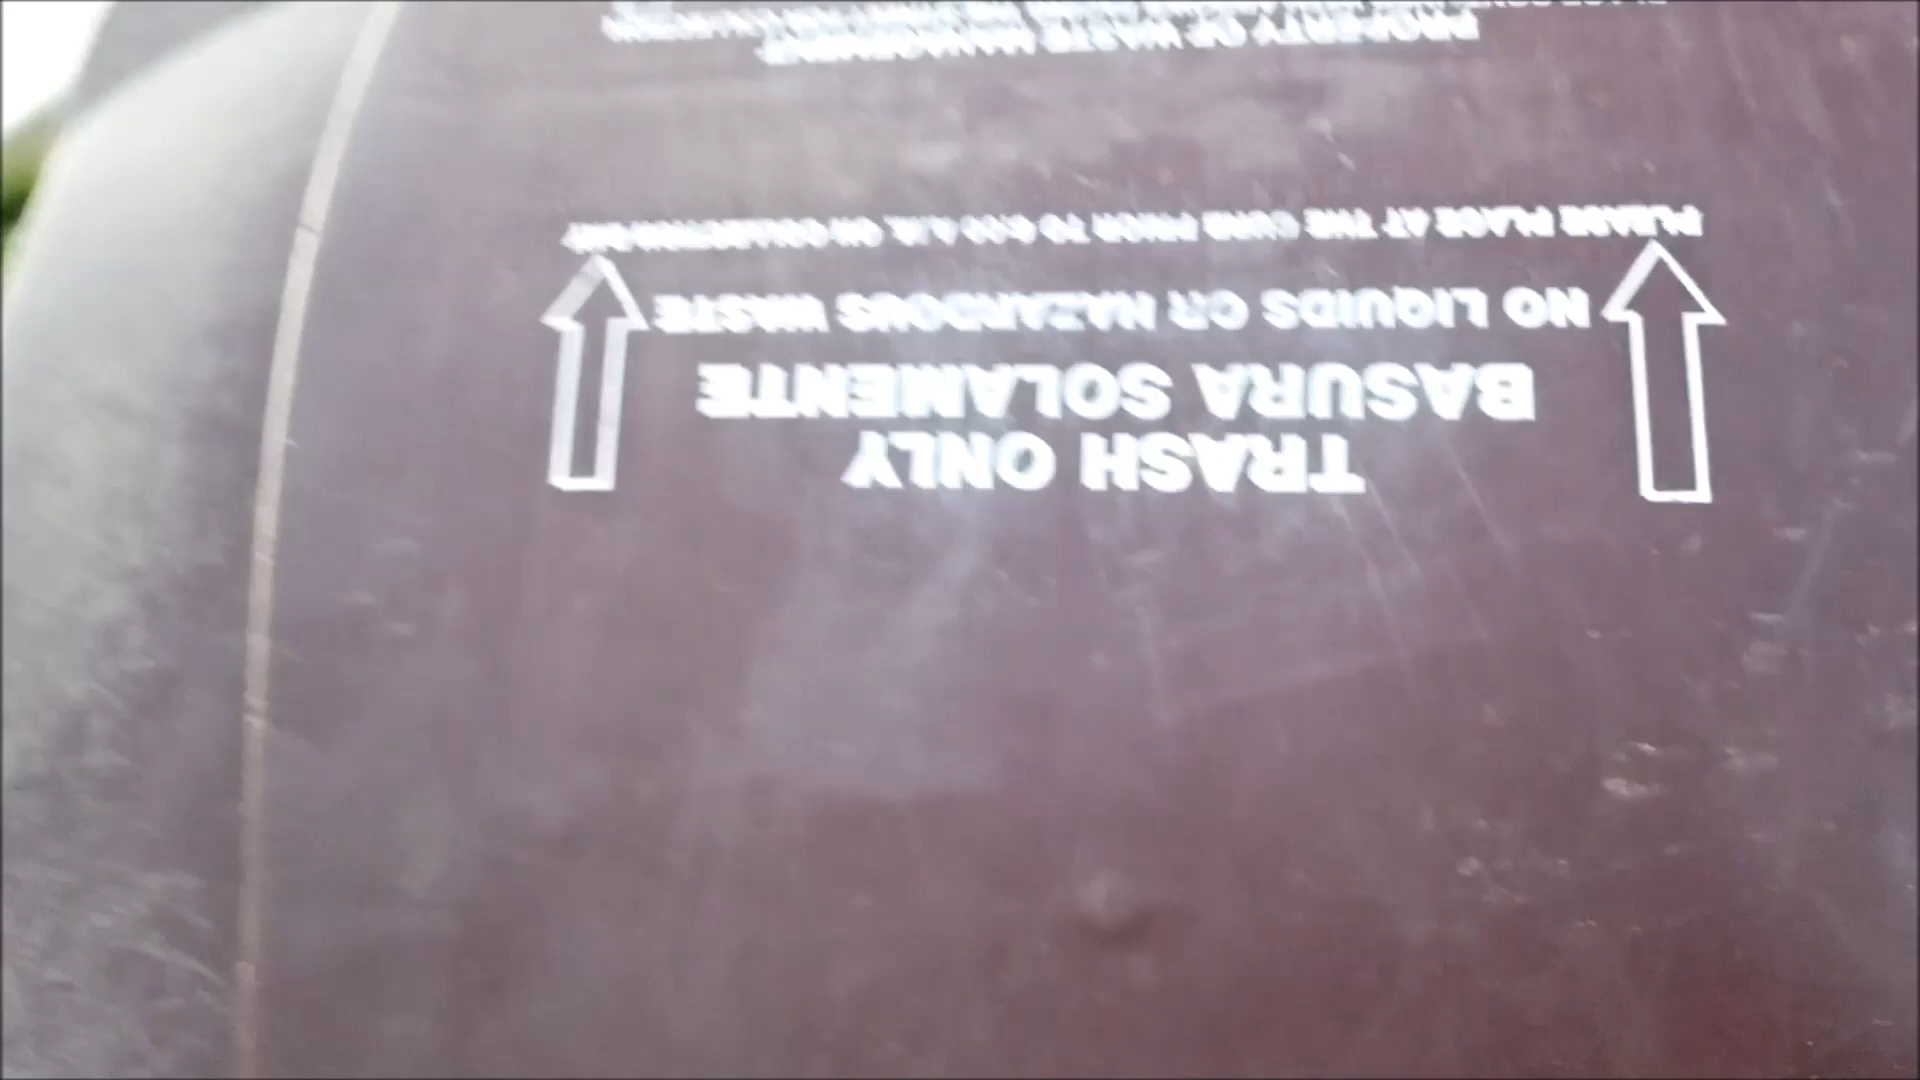 TRASH ONLY
BASURA SOLAMENTE
NO LIQUIDS OR HAZARDOUS WASTE
PLEASE PLACE AT THE CURB PRIOR TO 6:00 A.M. ON COLLECTION DAY
PROPERTY OF WASTE MANAGEMENT